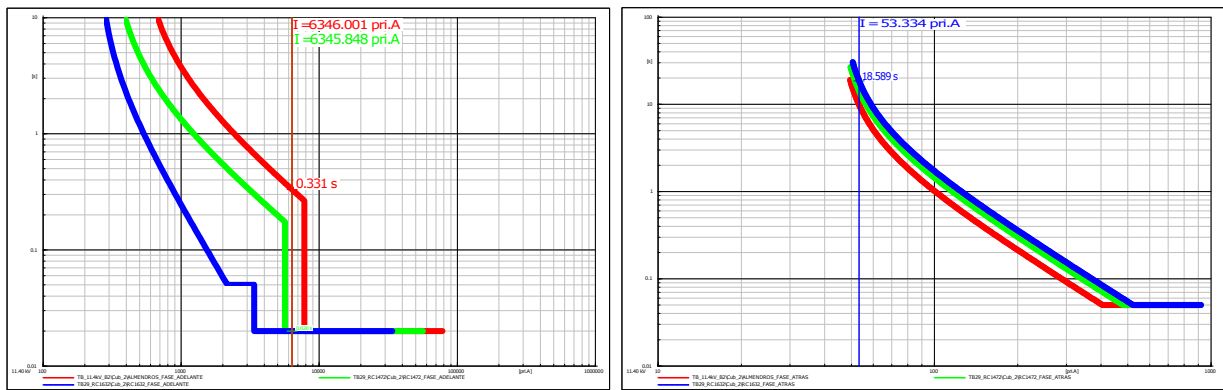 10
I =6346.001 pri.A
I =6345.848 pri.A
[s]
1
0.331 s
0.1
0.01
11.40 kV 100 1000 10000 [pri.A] 100000 1000000
TB_11.4kV_B2\Cub_2\ALMENDROS_FASE_ADELANTE
TB29_RC1472\Cub_2\RC1472_FASE_ADELANTE
TB29_RC1632\Cub_2\RC1632_FASE_ADELANTE
100
I =53.334 pri.A
[s]
18.589 s
10
1
0.1
0.01
11.40 kV 10 100 [pri.A] 1000
TB_11.4kV_B2\Cub_2\ALMENDROS_FASE_ATRAS
TB29_RC1472\Cub_2\RC1472_FASE_ATRAS
TB29_RC1632\Cub_2\RC1632_FASE_ATRAS